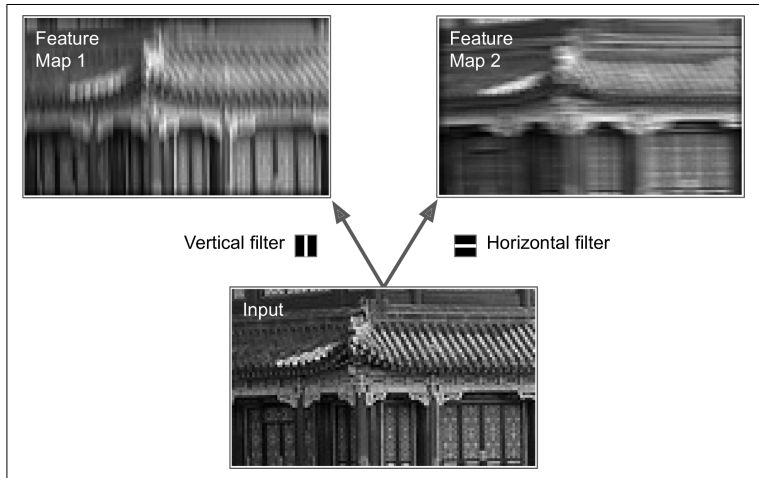 Feature
Map 1
Feature
Map 2
Vertical filter
Horizontal filter
Input